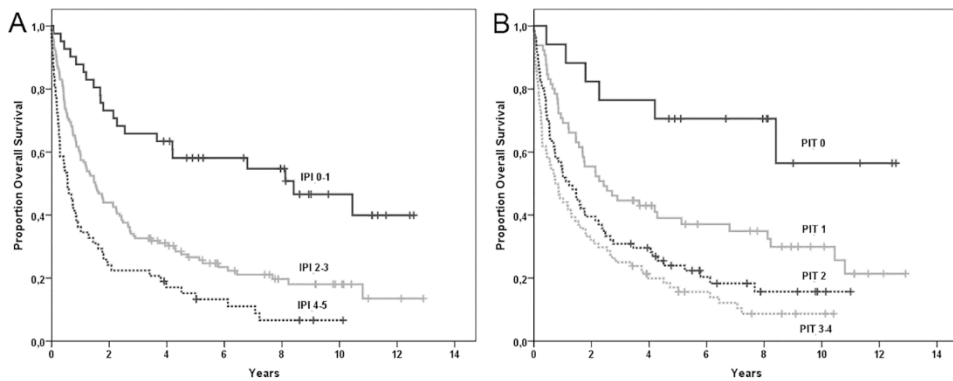 A
Proportion Overall Survival
1,0
0,8
0,6
0,4
0,2
0,0
IPI 0-1
IPI 2-3
IPI 4-5
0 2 4 6 8 10 12 14
Years
B
Proportion Overall Survival
1,0
0,8
0,6
0,4
0,2
0,0
PIT 0
PIT 1
PIT 2
PIT 3-4
0 2 4 6 8 10 12 14
Years